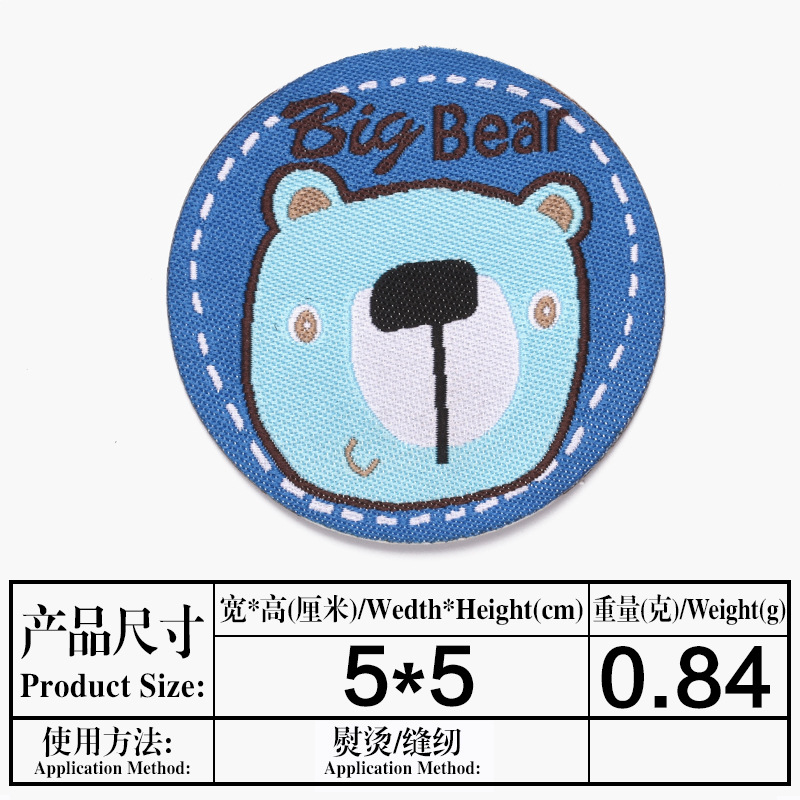 Big Bear
产品尺寸
Product Size:
宽*高(厘米)/Wedth*Height(cm)
重量(克)/Weight(g)
5*5
0.84
使用方法:
Application Method:
熨烫/缝纫
Application Method: